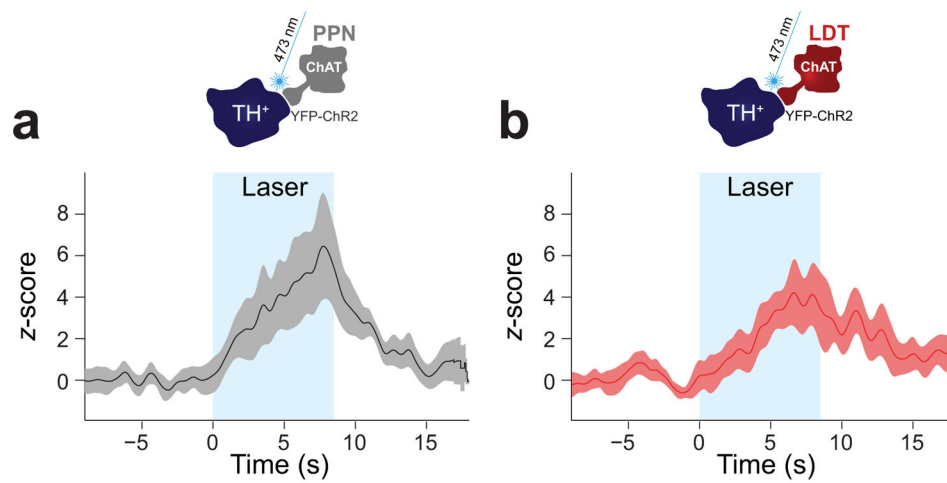 a
PPN
473 nm
ChAT
TH+
YFP-ChR2
Laser
z-score
8
6
4
2
0
−5
0
5
10
15
Time (s)
b
LDT
473 nm
ChAT
TH+
YFP-ChR2
Laser
z-score
8
6
4
2
0
−5
0
5
10
15
Time (s)